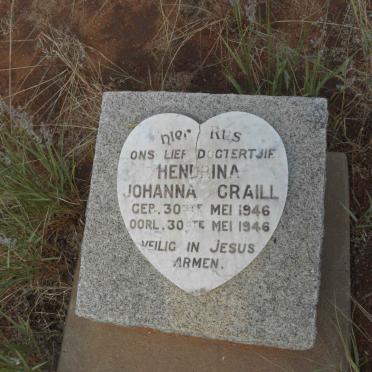 hier RUS
ONS LIEF DOGTERTJIE
HENDRINA
JOHANNA CRAILL
GEB. 30STE MEI 1946
OORL. 30STE MEI 1946
VEILIG IN JESUS
ARMEN.